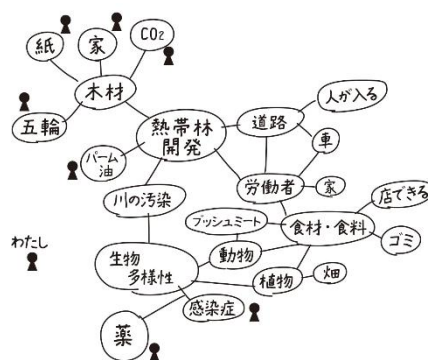 紙
家
CO₂
木材
五輪
熱帯林
開発
道路
人が入る
車
パーム
油
労働者
家
川の汚染
店できる
ブッシュミート
食材・食料
ゴミ
わたし
生物
多様性
動物
植物
畑
感染症
薬